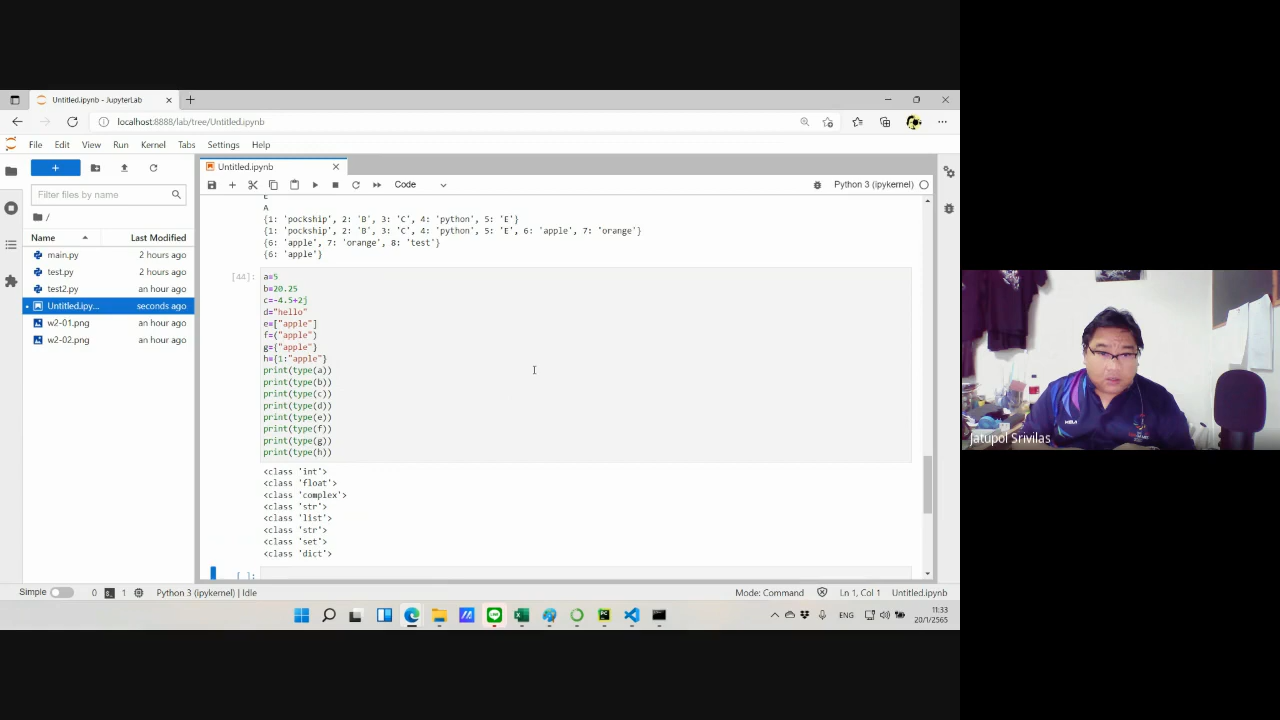 Untitled.ipynb - JupyterLab
localhost:8888/lab/tree/Untitled.ipynb
File Edit View Run Kernel Tabs Settings Help
Untitled.ipynb
Filter files by name
Code
Python 3 (ipykernel)
/
Name Last Modified
main.py 2 hours ago
test.py 2 hours ago
test2.py an hour ago
Untitled.ipy... seconds ago
w2-01.png an hour ago
w2-02.png an hour ago
E
A
{1: 'pockship', 2: 'B', 3: 'C', 4: 'python', 5: 'E'}
{1: 'pockship', 2: 'B', 3: 'C', 4: 'python', 5: 'E', 6: 'apple', 7: 'orange'}
{6: 'apple', 7: 'orange', 8: 'test'}
{6: 'apple'}
[44]: a=5
b=20.25
c=-4.5+2j
d="hello"
e=["apple"]
f=("apple")
g={"apple"}
h={1:"apple"}
print(type(a))
print(type(b))
print(type(c))
print(type(d))
print(type(e))
print(type(f))
print(type(g))
print(type(h))
<class 'int'>
<class 'float'>
<class 'complex'>
<class 'str'>
<class 'list'>
<class 'str'>
<class 'set'>
<class 'dict'>
[ ]:
Simple 0 1 Python 3 (ipykernel) | Idle Mode: Command Ln 1, Col 1 Untitled.ipynb
ENG 11:33
20/1/2565
Jatupol Srivilas